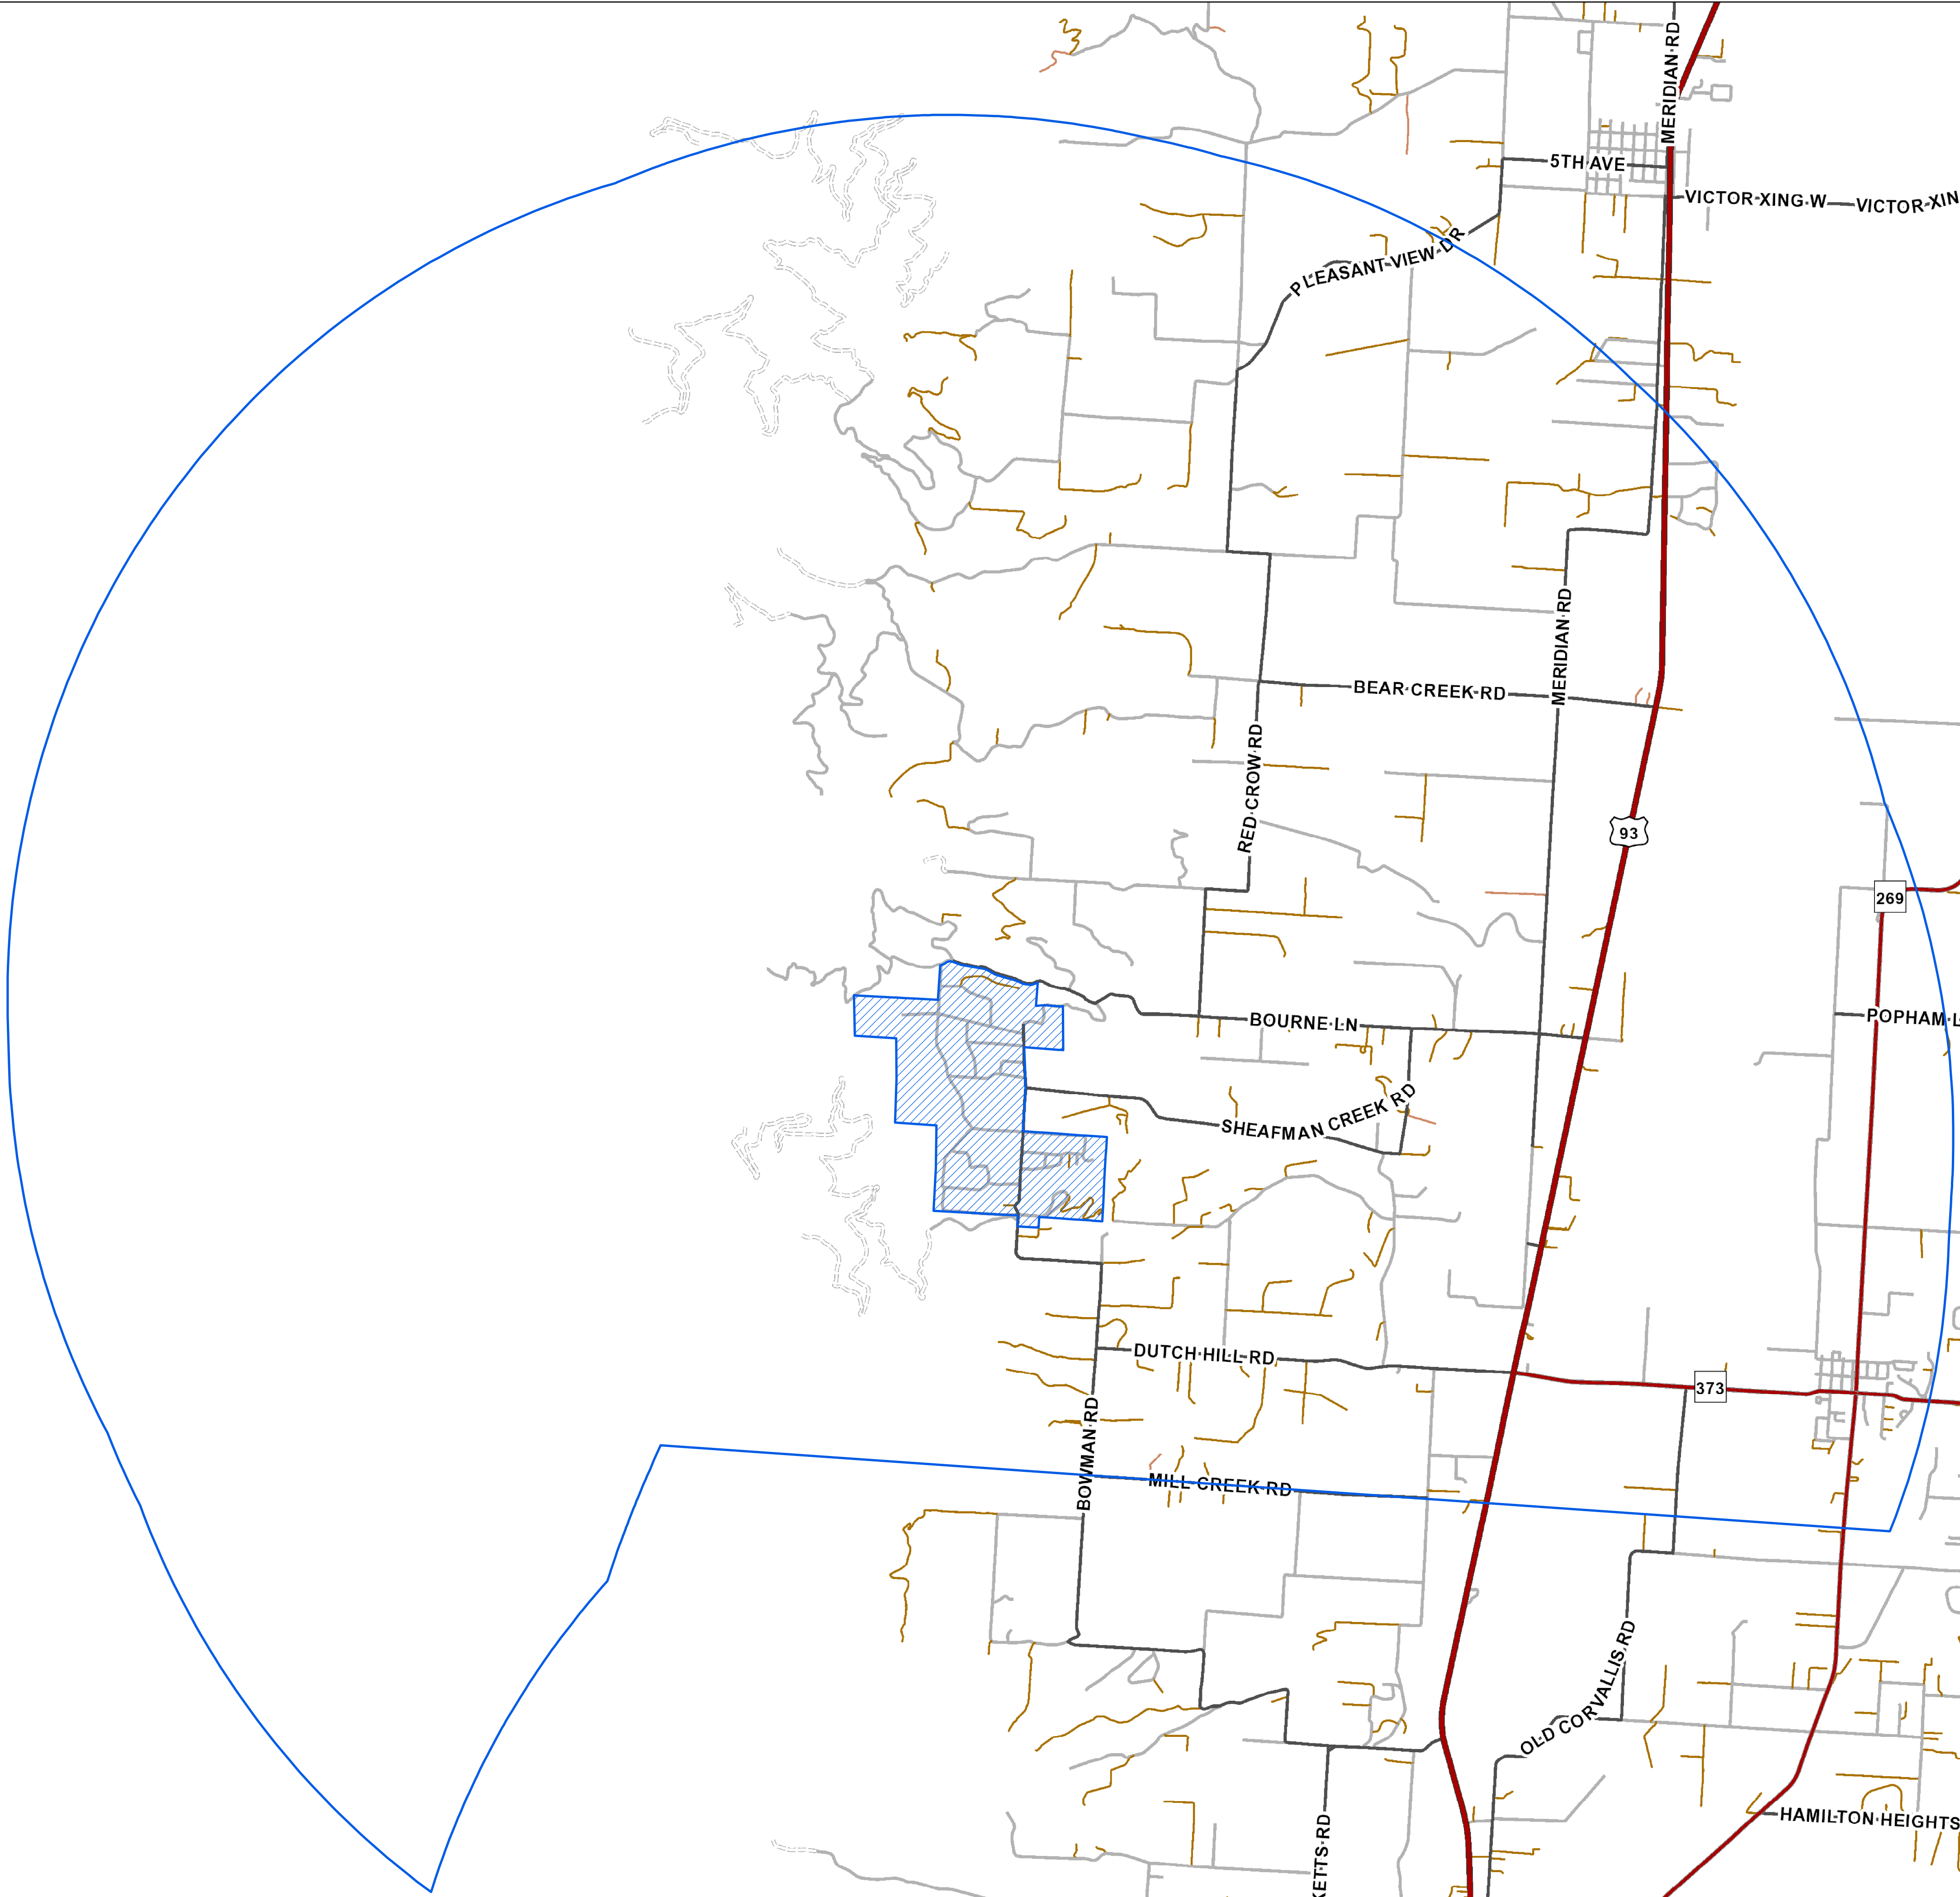 MERIDIAN RD
5TH AVE
VICTOR XING W
VICTOR XIN
PLEASANT VIEW DR
MERIDIAN RD
BEAR CREEK RD
RED CROW RD
93
269
POPHAM L
BOURNE LN
SHEAFMAN CREEK RD
DUTCH HILL RD
373
BOWMAN RD
MILL CREEK RD
OLD CORVALLIS RD
HAMILTON HEIGHTS
KETTS RD